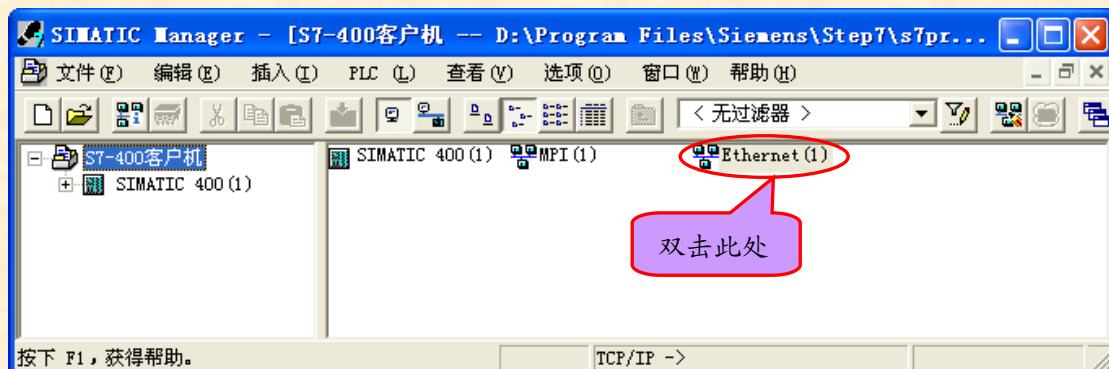 SIMATIC Manager - [S7-400客户机 -- D:\Program Files\Siemens\Step7\s7pr...
文件(F) 编辑(E) 插入(I) PLC (L) 查看(V) 选项(O) 窗口(W) 帮助(H)
< 无过滤器 >
S7-400客户机
SIMATIC 400(1)
SIMATIC 400(1) MPI(1) Ethernet(1)
双击此处
按下 F1，获得帮助。 TCP/IP ->